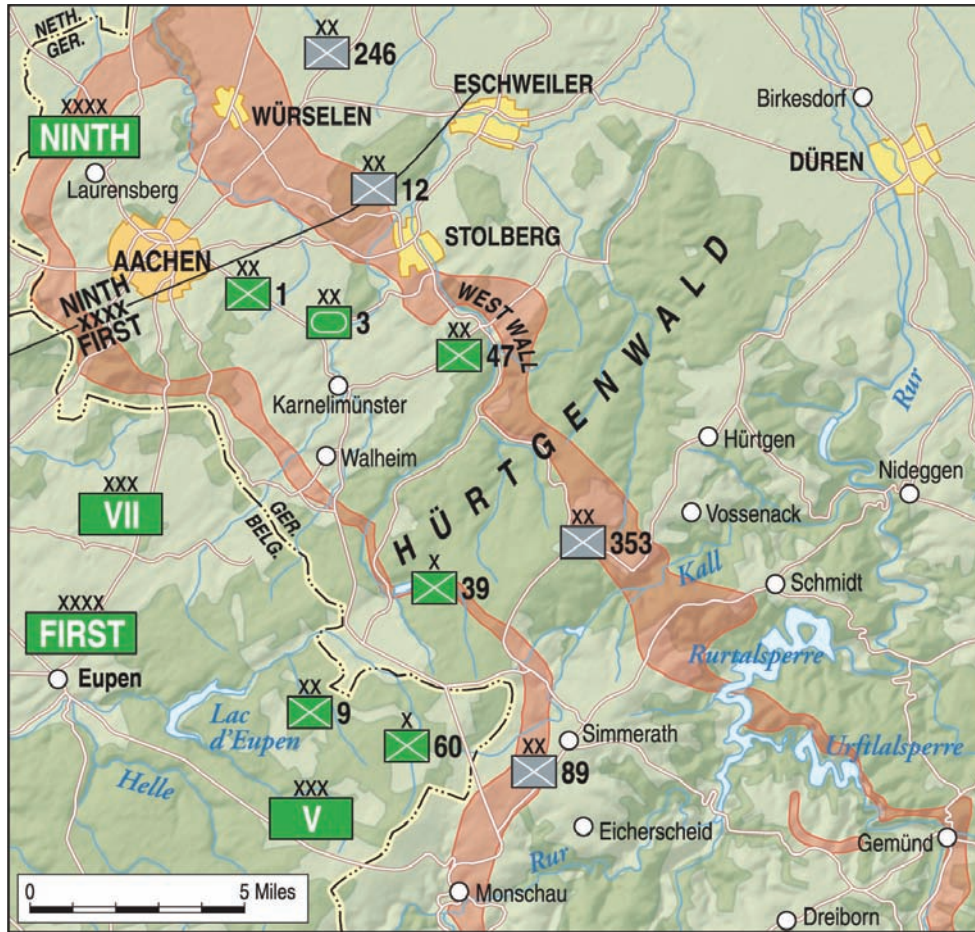 NETH.
GER.
XX
246
XXXX
NINTH
WÜRSELEN
ESCHWEILER
Birkesdorf
Laurensberg
XX
12
DÜREN
AACHEN
STOLBERG
NINTH
XXXX
FIRST
XX
1
XX
3
WEST WALL
XX
47
HÜRTGENWALD
Karnelimünster
Rur
Walheim
Hürtgen
Nideggen
XXX
VII
GER.
BELG.
Vossenack
XX
353
Kall
X
39
Schmidt
XXXX
FIRST
Rurtalsperre
Eupen
Lac
d'Eupen
XX
9
X
60
Simmerath
Urftlalsperre
XX
89
Helle
XXX
V
Eicherscheid
Gemünd
Rur
0 5 Miles
Monschau
Dreiborn